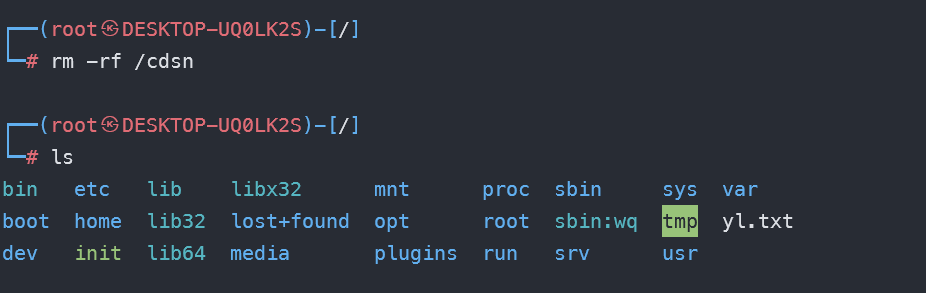 ┌──(root㉿DESKTOP-UQ0LK2S)-[/]
└─# rm -rf /cdsn
┌──(root㉿DESKTOP-UQ0LK2S)-[/]
└─# ls
bin etc lib libx32 mnt proc sbin sys var
boot home lib32 lost+found opt root sbin:wq tmp yl.txt
dev init lib64 media plugins run srv usr